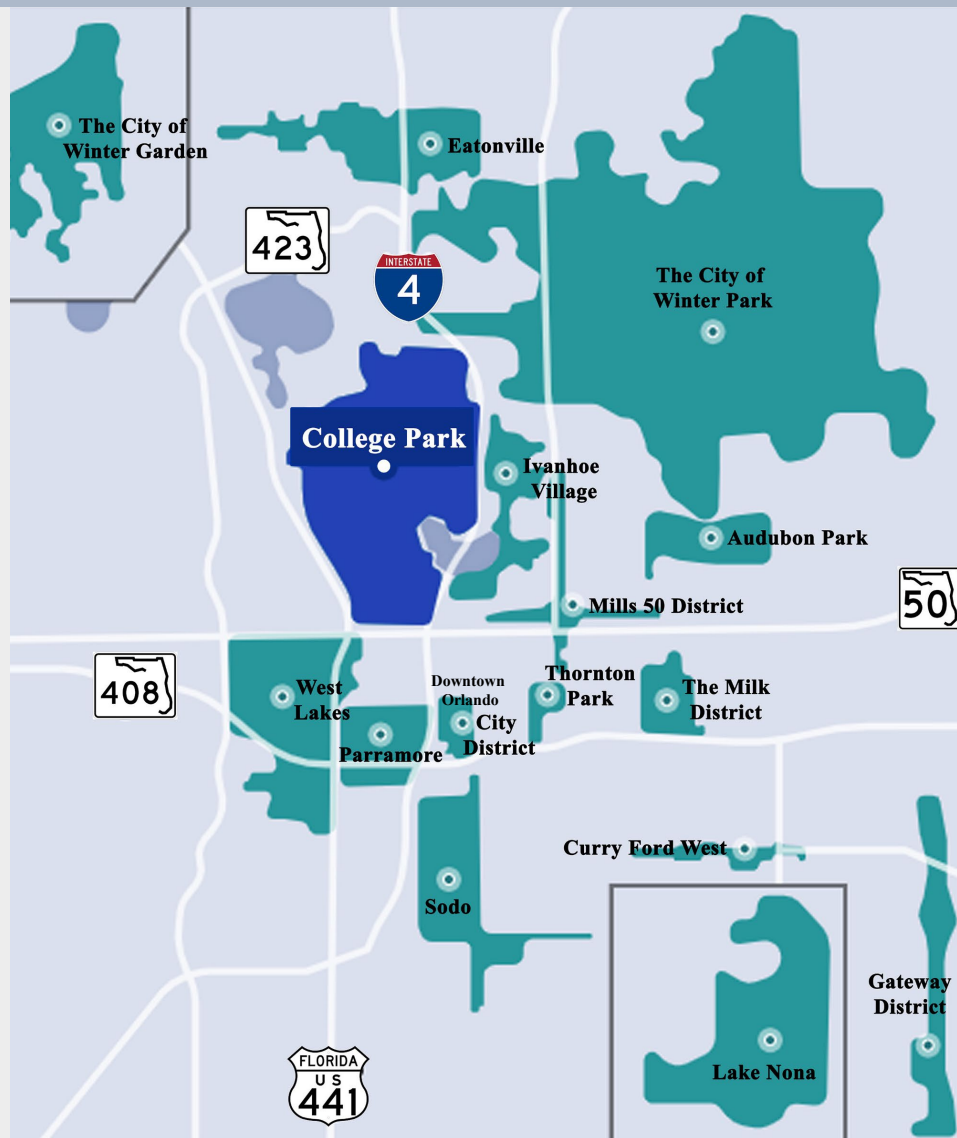 The City of
Winter Garden
Eatonville
423
INTERSTATE
4
The City of
Winter Park
College Park
Ivanhoe
Village
Audubon Park
50
Mills 50 District
408
West
Lakes
Parramore
Downtown
Orlando
City
District
Thornton
Park
The Milk
District
Curry Ford West
Sodo
Gateway
District
Lake Nona
FLORIDA
US
441